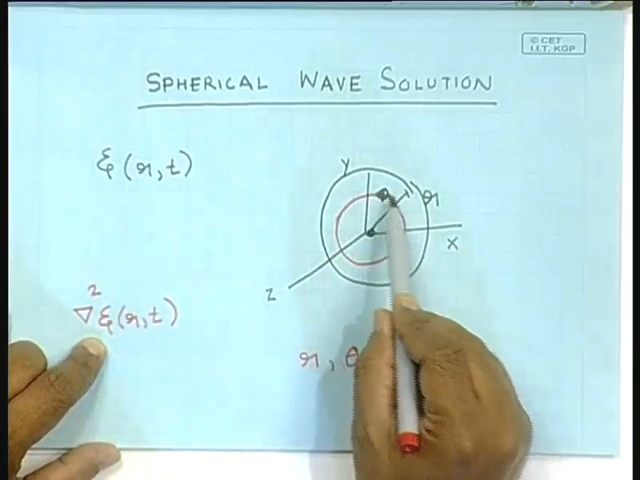 © CET
I.I.T. KGP
SPHERICAL WAVE SOLUTION
ξ(r,t)
Y
r
X
Z
∇²ξ(r,t)
r, θ